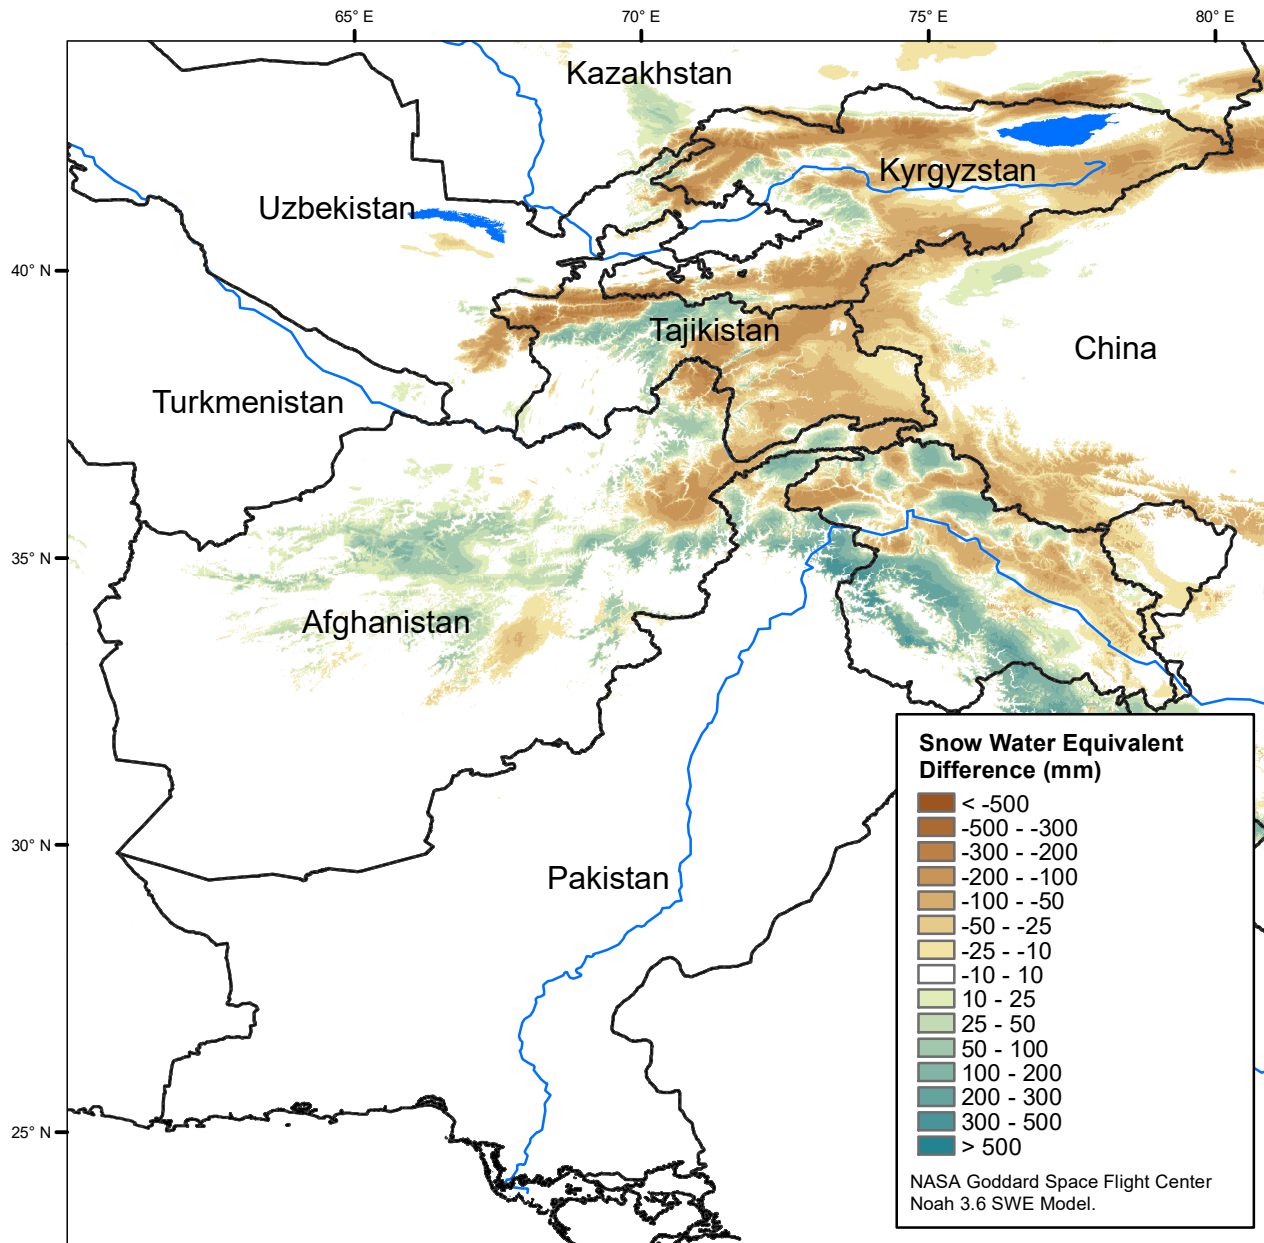 65° E
70° E
75° E
80° E
Kazakhstan
Kyrgyzstan
Uzbekistan
40° N
Tajikistan
China
Turkmenistan
35° N
Afghanistan
30° N
Pakistan
25° N
Snow Water Equivalent
Difference (mm)
< -500
-500 - -300
-300 - -200
-200 - -100
-100 - -50
-50 - -25
-25 - -10
-10 - 10
10 - 25
25 - 50
50 - 100
100 - 200
200 - 300
300 - 500
> 500
NASA Goddard Space Flight Center
Noah 3.6 SWE Model.